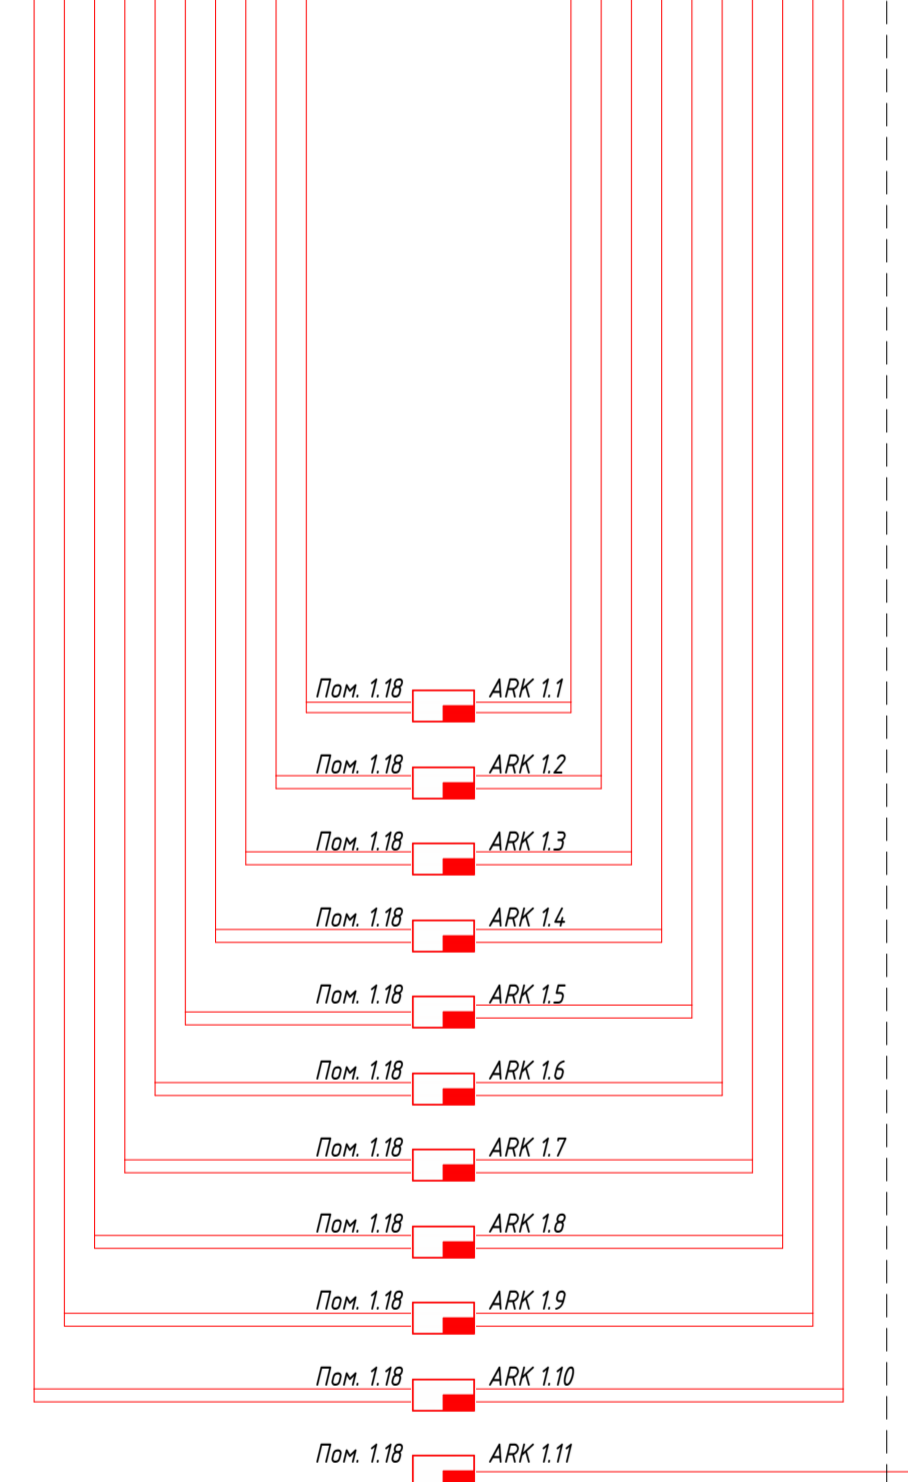 Пом. 1.18 ARK 1.1
Пом. 1.18 ARK 1.2
Пом. 1.18 ARK 1.3
Пом. 1.18 ARK 1.4
Пом. 1.18 ARK 1.5
Пом. 1.18 ARK 1.6
Пом. 1.18 ARK 1.7
Пом. 1.18 ARK 1.8
Пом. 1.18 ARK 1.9
Пом. 1.18 ARK 1.10
Пом. 1.18 ARK 1.11